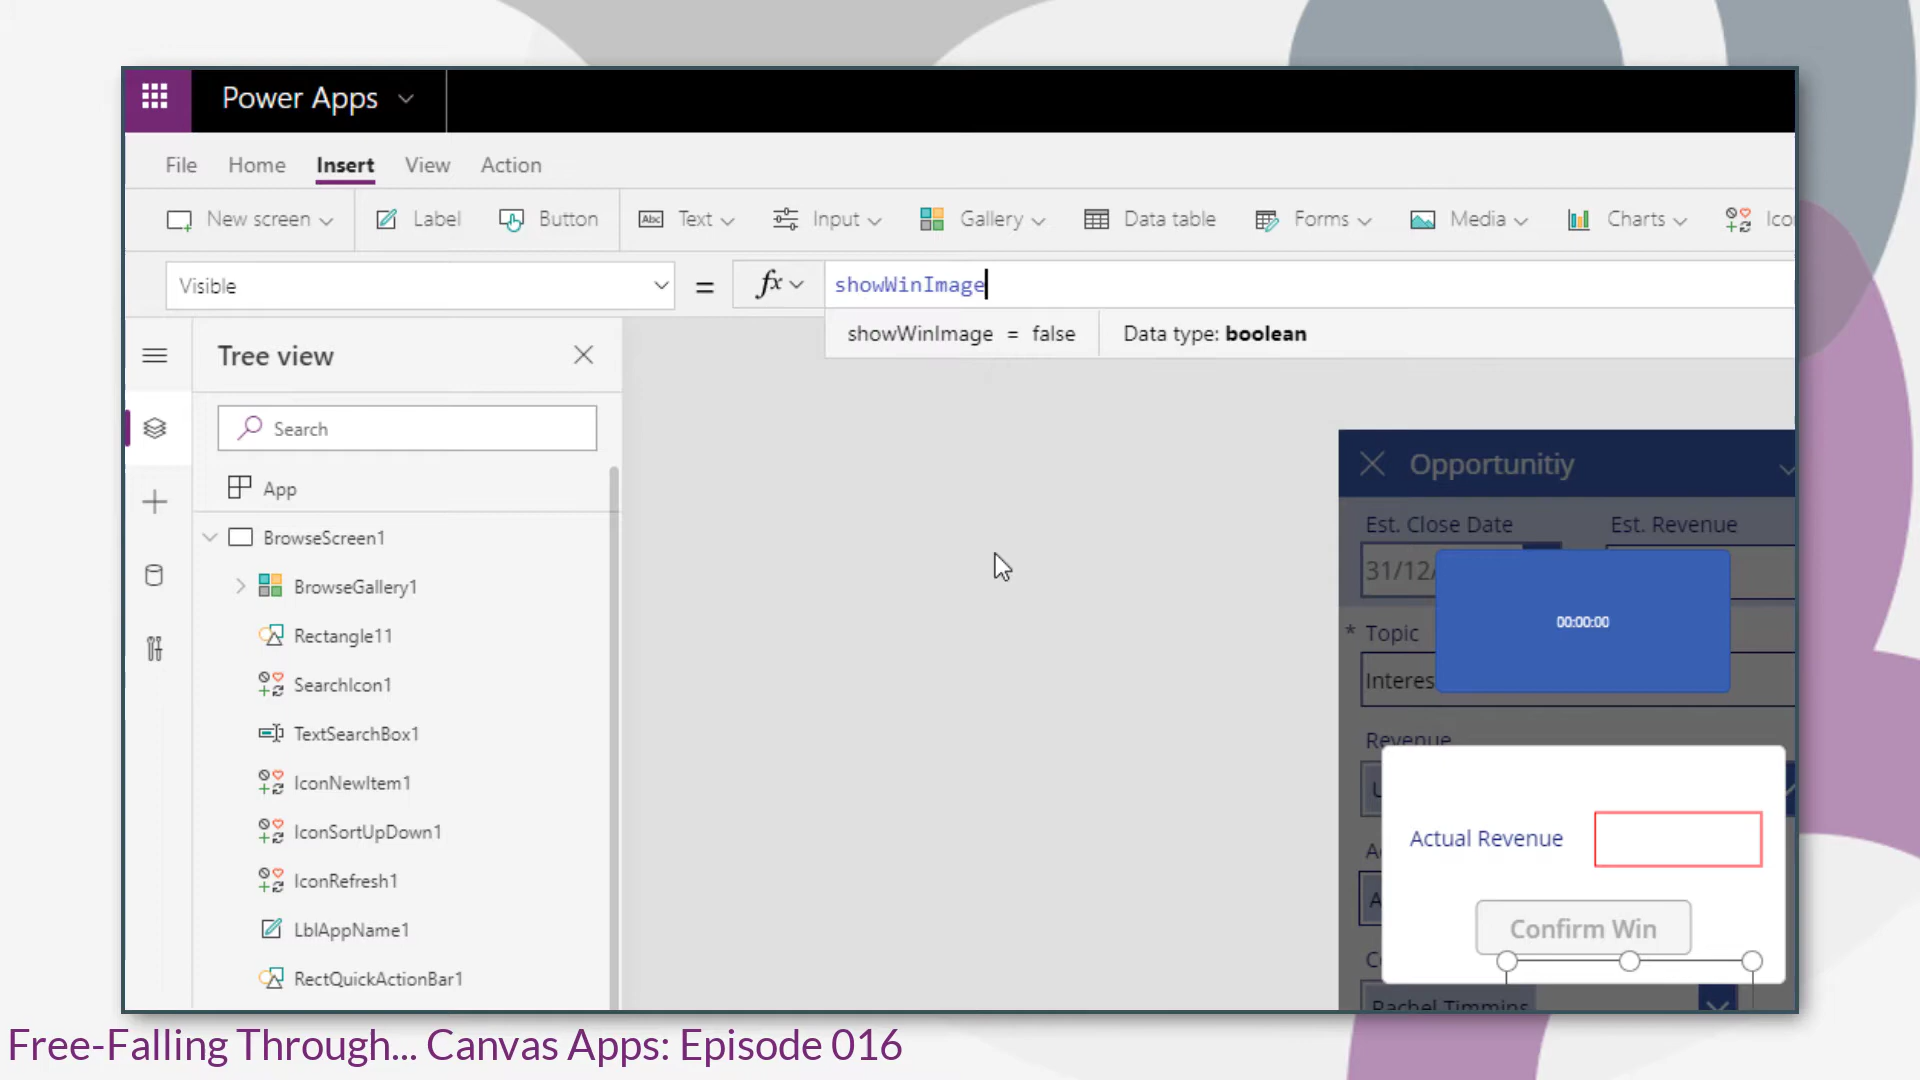 Power Apps
File Home Insert View Action
New screen Label Button Text Input Gallery Data table Forms Media Charts
Visible = fx showWinImage
showWinImage = false Data type: boolean
Tree view
Search
App
BrowseScreen1
BrowseGallery1
Rectangle11
SearchIcon1
TextSearchBox1
IconNewItem1
IconSortUpDown1
IconRefresh1
LblAppName1
RectQuickActionBar1
Opportunitiy
Est. Close Date Est. Revenue
31/12/
00:00:00
* Topic
Interes
Revenue
Actual Revenue
Confirm Win
Rachel Timmins
Free-Falling Through... Canvas Apps: Episode 016